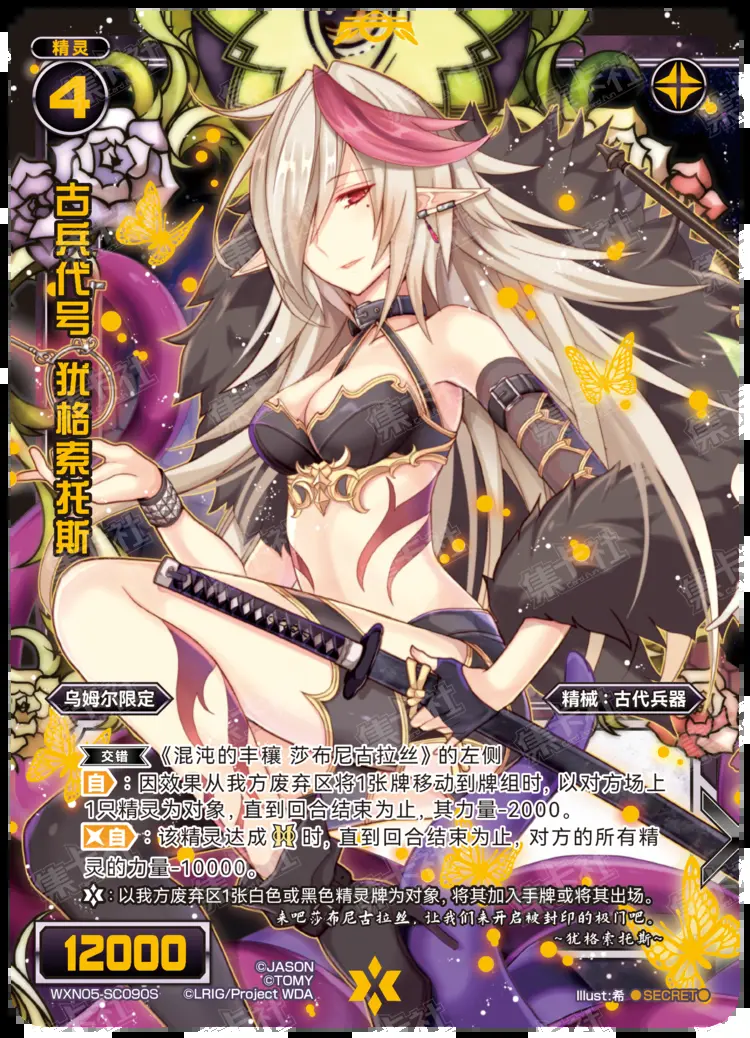 精灵
4
古兵代号 犹格索托斯
乌姆尔限定
精械：古代兵器
交错 《混沌的丰穰 莎布尼古拉丝》的左侧
自：因效果从我方废弃区将1张牌移动到牌组时，以对方场上
1只精灵为对象，直到回合结束为止，其力量-2000。
自：该精灵达成 时，直到回合结束为止，对方的所有精
灵的力量-10000。
：以我方废弃区1张白色或黑色精灵牌为对象，将其加入手牌或将其出场。
来吧莎布尼古拉丝，让我们来开启被封印的极门吧。
~犹格索托斯~
12000
©JASON
©TOMY
WXN05-SC090S ©LRIG/Project WDA
Illust:希 SECRET
集卡社